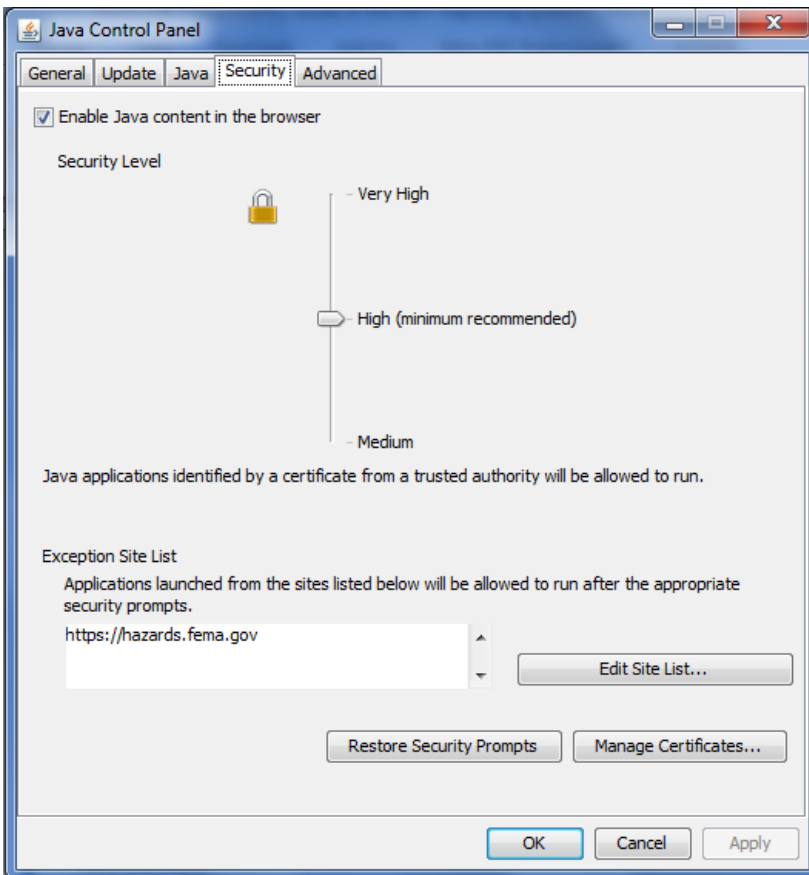 Java Control Panel
General Update Java Security Advanced
Enable Java content in the browser
Security Level
Very High
High (minimum recommended)
Medium
Java applications identified by a certificate from a trusted authority will be allowed to run.
Exception Site List
Applications launched from the sites listed below will be allowed to run after the appropriate
security prompts.
https://hazards.fema.gov
Edit Site List...
Restore Security Prompts Manage Certificates...
OK Cancel Apply